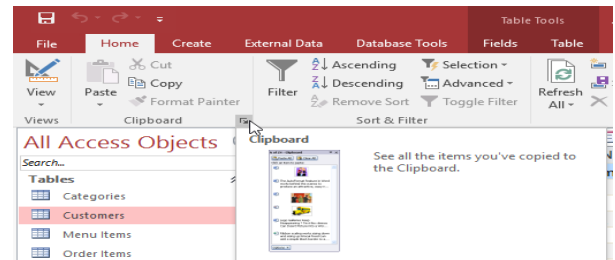 Table Tools
File Home Create External Data Database Tools Fields Table
View
Paste
Cut
Copy
Format Painter
Filter
Ascending
Descending
Remove Sort
Selection
Advanced
Toggle Filter
Refresh
All
Views Clipboard Sort & Filter
All Access Objects
Search...
Tables
Categories
Customers
Menu Items
Order Items
Clipboard
See all the items you've copied to
the Clipboard.